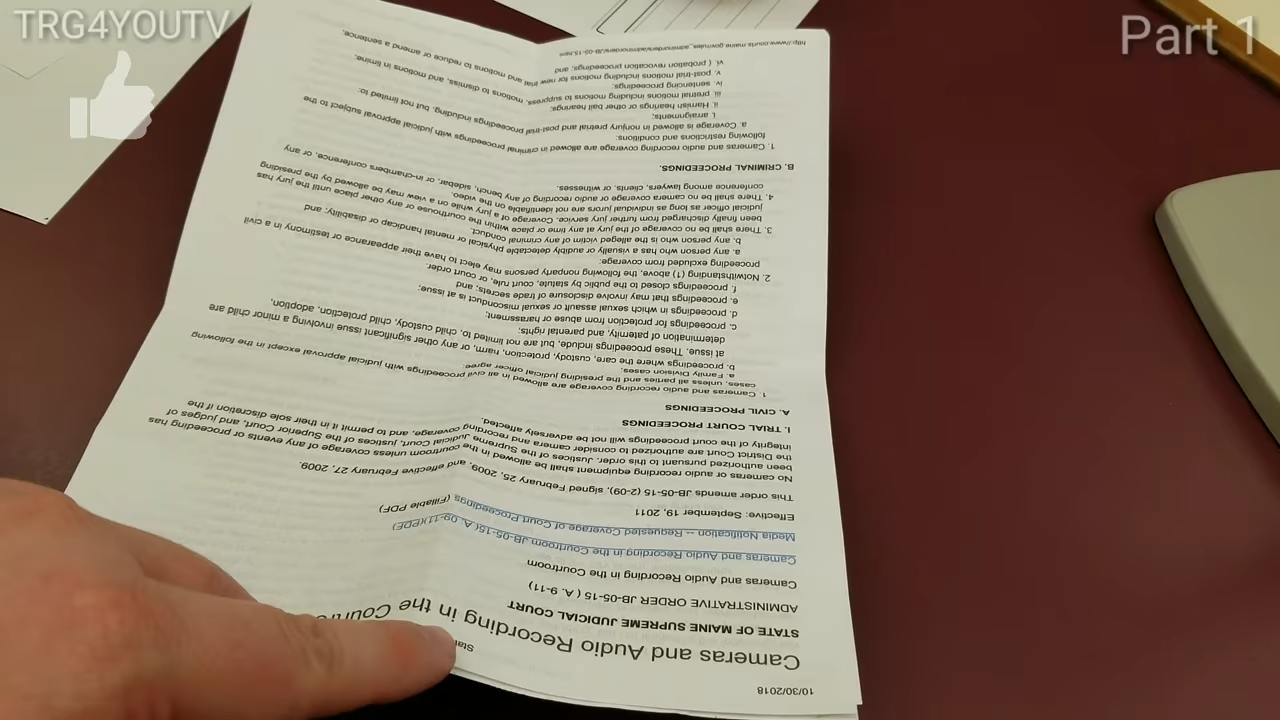 TRG4YOUTV
Part 1
10/30/2018
Cameras and Audio Recording in the
STATE OF MAINE SUPREME JUDICIAL COURT
ADMINISTRATIVE ORDER JB-05-15 ( A. 9-11)
Cameras and Audio Recording in the Courtroom
Cameras and Audio Recording in the Courtroom JB-05-15( A. 09-11)(PDF)
Media Notification -- Requested Coverage of Court Proceedings (Fillable PDF)
Effective: September 19, 2011
This order amends JB-05-15 (2-09), signed February 25, 2009, and effective February 27, 2009.
No cameras or audio recording equipment shall be allowed in the courtroom unless coverage of any events or proceeding has
been authorized pursuant to this order. Justices of the Supreme Judicial Court, justices of the Superior Court, and judges of
the District Court are authorized to consider camera and recording coverage, and to permit it in their sole discretion if the
integrity of the court proceedings will not be adversely affected.
I. TRIAL COURT PROCEEDINGS
A. CIVIL PROCEEDINGS
1. Cameras and audio recording coverage are allowed in all civil proceedings with judicial approval except in the following
cases, unless all parties and the presiding judicial officer agree:
a. Family Division cases;
b. proceedings where the care, custody, protection, harm, or any other significant issue involving a minor child are
at issue. These proceedings include, but are not limited to, child custody, child protection, adoption,
determination of paternity, and parental rights;
c. proceedings for protection from abuse or harassment;
d. proceedings in which sexual assault or sexual misconduct is at issue;
e. proceedings that may involve disclosure of trade secrets; and
f. proceedings closed to the public by statute, court rule, or court order.
2. Notwithstanding (1) above, the following nonparty persons may elect to have their appearance or testimony in a civil
proceeding excluded from coverage:
a. any person who has a visually or audibly detectable physical or mental handicap or disability; and
b. any person who is the alleged victim of any criminal conduct.
3. There shall be no coverage of the jury at any time or place within the courthouse or any other place until the jury has
been finally discharged from further jury service. Coverage of a jury while on a view may be allowed by the presiding
judicial officer as long as individual jurors are not identifiable on the video.
4. There shall be no camera coverage or audio recording of any bench, sidebar, or in-chambers conference, or any
conference among lawyers, clients, or witnesses.
B. CRIMINAL PROCEEDINGS.
1. Cameras and audio recording coverage are allowed in criminal proceedings with judicial approval subject to the
following restrictions and conditions:
a. Coverage is allowed in nonjury pretrial and post-trial proceedings including, but not limited to:
i. arraignments;
ii. Harnish hearings or other bail hearings;
iii. pretrial motions including motions to suppress, motions to dismiss, and motions in limine;
iv. sentencing proceedings;
v. post-trial motions including motions for new trial and motions to reduce or amend a sentence;
vi. ( probation revocation proceedings; and